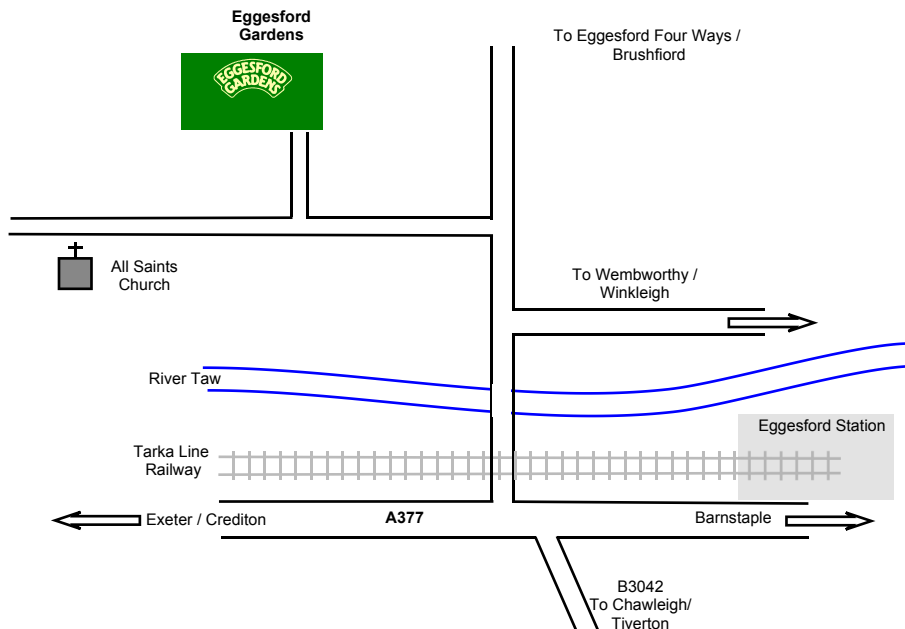 Eggesford
Gardens
EGGESFORD
GARDENS
To Eggesford Four Ways /
Brushfiord
All Saints
Church
To Wembworthy /
Winkleigh
River Taw
Eggesford Station
Tarka Line
Railway
Exeter / Crediton
A377
Barnstaple
B3042
To Chawleigh/
Tiverton